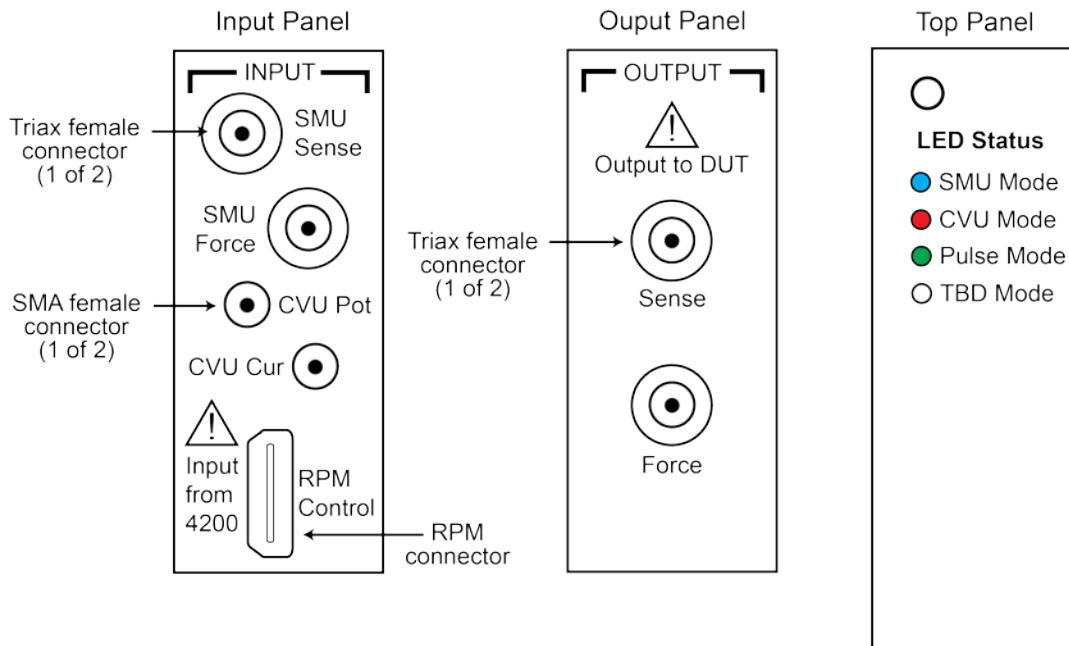 Input Panel
INPUT
Triax female
connector
(1 of 2)
SMU
Sense
SMU
Force
SMA female
connector
(1 of 2)
CVU Pot
CVU Cur
!
Input
from
4200
RPM
Control
RPM
connector
Ouput Panel
OUTPUT
!
Output to DUT
Triax female
connector
(1 of 2)
Sense
Force
Top Panel
LED Status
SMU Mode
CVU Mode
Pulse Mode
TBD Mode